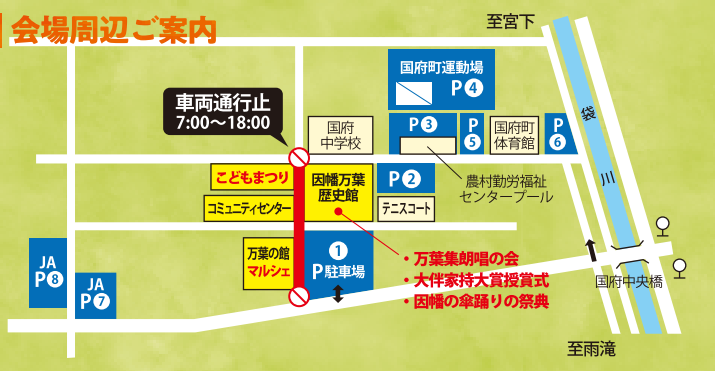 会場周辺ご案内
至宮下
国府町運動場
P4
車両通行止
7:00〜18:00
国府
中学校
P3
P
5
国府町
体育館
P
6
袋
川
こどもまつり
因幡万葉
歴史館
P2
農村勤労福祉
センタープール
コミュニティセンター
テニスコート
万葉の館
マルシェ
1
P駐車場
・万葉集朗唱の会
・大伴家持大賞授賞式
・因幡の傘踊りの祭典
JA
P8
JA
P7
国府中央橋
至雨滝